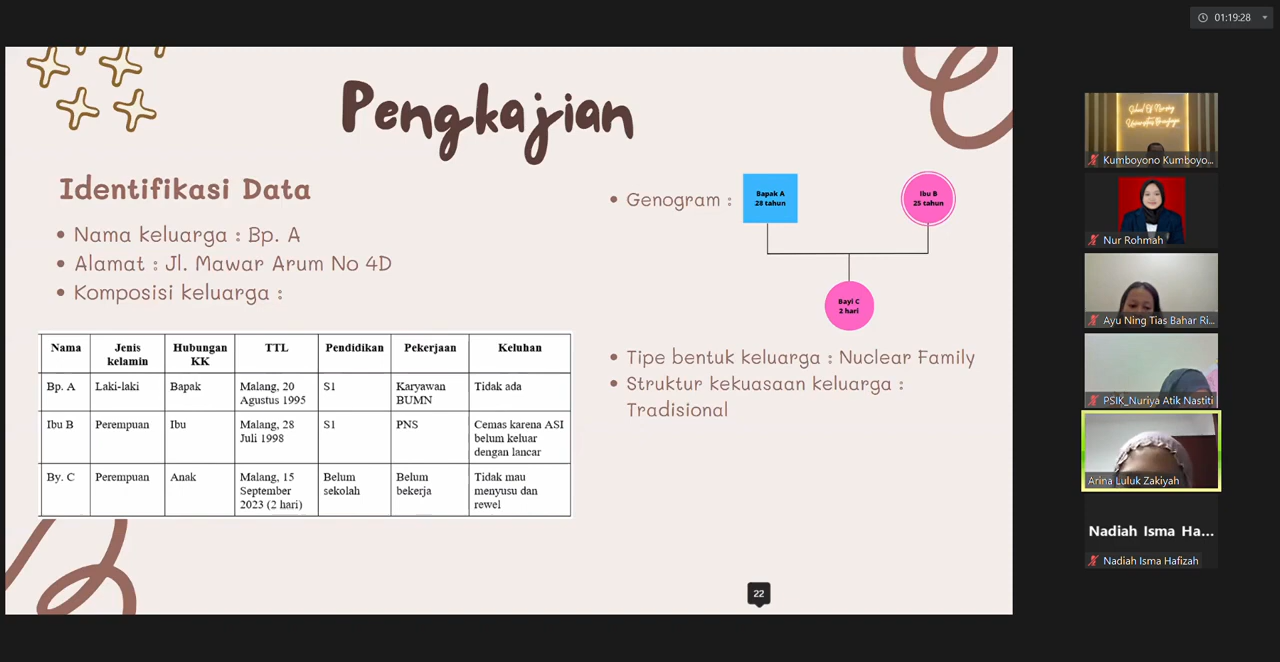 01:19:28
Pengkajian
Identifikasi Data
• Nama keluarga : Bp. A
• Alamat : Jl. Mawar Arum No 4D
• Komposisi keluarga :
Nama Jenis kelamin Hubungan KK TTL Pendidikan Pekerjaan Keluhan
Bp. A Laki-laki Bapak Malang, 20 Agustus 1995 S1 Karyawan BUMN Tidak ada
Ibu B Perempuan Ibu Malang, 28 Juli 1998 S1 PNS Cemas karena ASI belum keluar dengan lancar
By. C Perempuan Anak Malang, 15 September 2023 (2 hari) Belum sekolah Belum bekerja Tidak mau menyusu dan rewel
• Genogram :
Bapak A
28 tahun
Ibu B
25 tahun
Bayi C
2 hari
• Tipe bentuk keluarga : Nuclear Family
• Struktur kekuasaan keluarga :
Tradisional
22
School Of Nursing
Kumboyono Kumboyo...
Nur Rohmah
Ayu Ning Tias Bahar Ri...
PSIK_Nuriya Atik Nastiti
Arina Luluk Zakiyah
Nadiah Isma Ha...
Nadiah Isma Hafizah